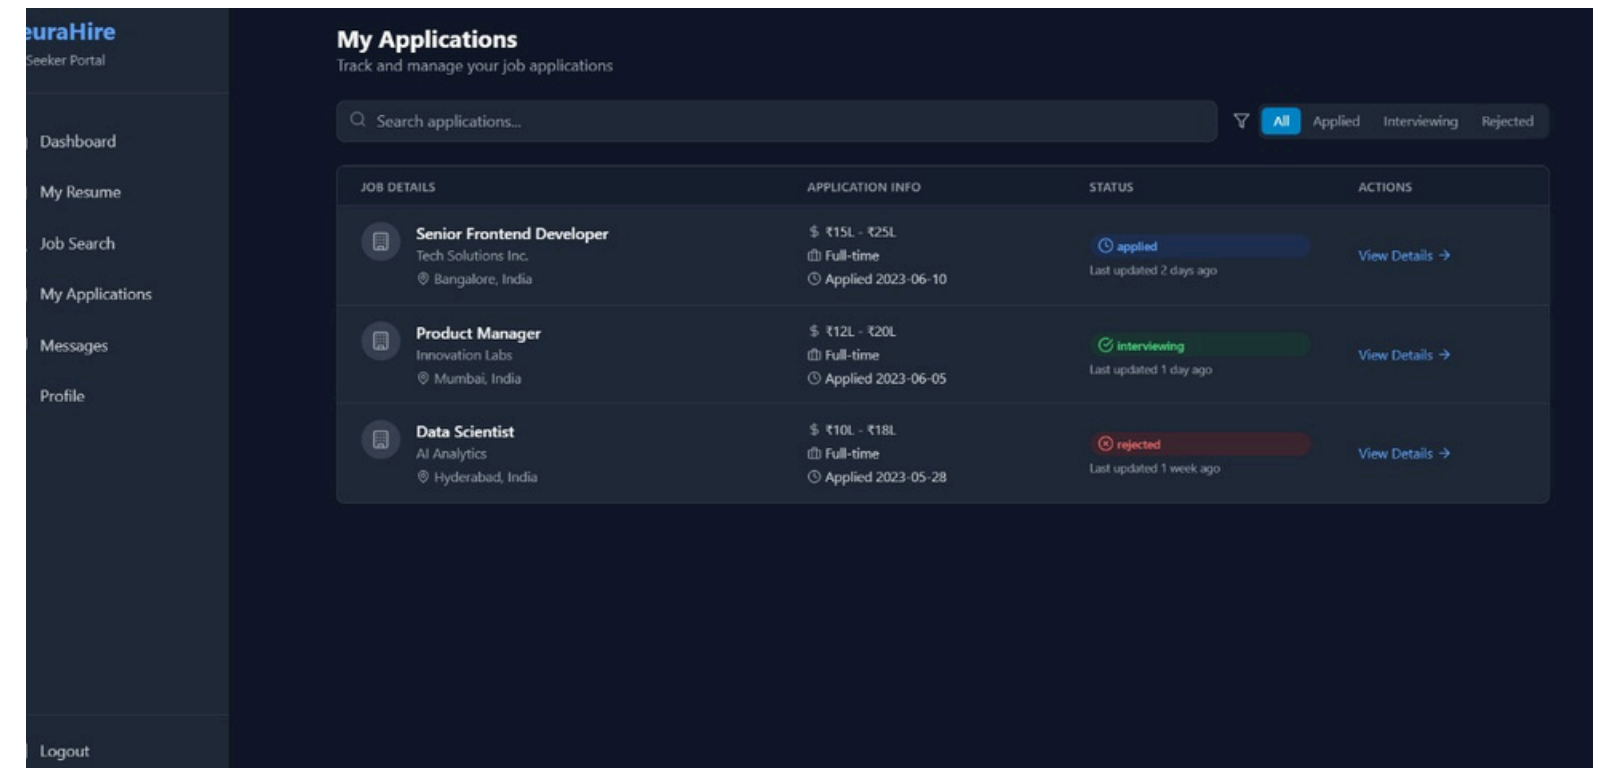 euraHire
Seeker Portal
Dashboard
My Resume
Job Search
My Applications
Messages
Profile
Logout
My Applications
Track and manage your job applications
Search applications...
All Applied Interviewing Rejected
JOB DETAILS APPLICATION INFO STATUS ACTIONS
Senior Frontend Developer
Tech Solutions Inc.
Bangalore, India
$ ₹15L - ₹25L
Full-time
Applied 2023-06-10
applied
Last updated 2 days ago
View Details →
Product Manager
Innovation Labs
Mumbai, India
$ ₹12L - ₹20L
Full-time
Applied 2023-06-05
interviewing
Last updated 1 day ago
View Details →
Data Scientist
AI Analytics
Hyderabad, India
$ ₹10L - ₹18L
Full-time
Applied 2023-05-28
rejected
Last updated 1 week ago
View Details →